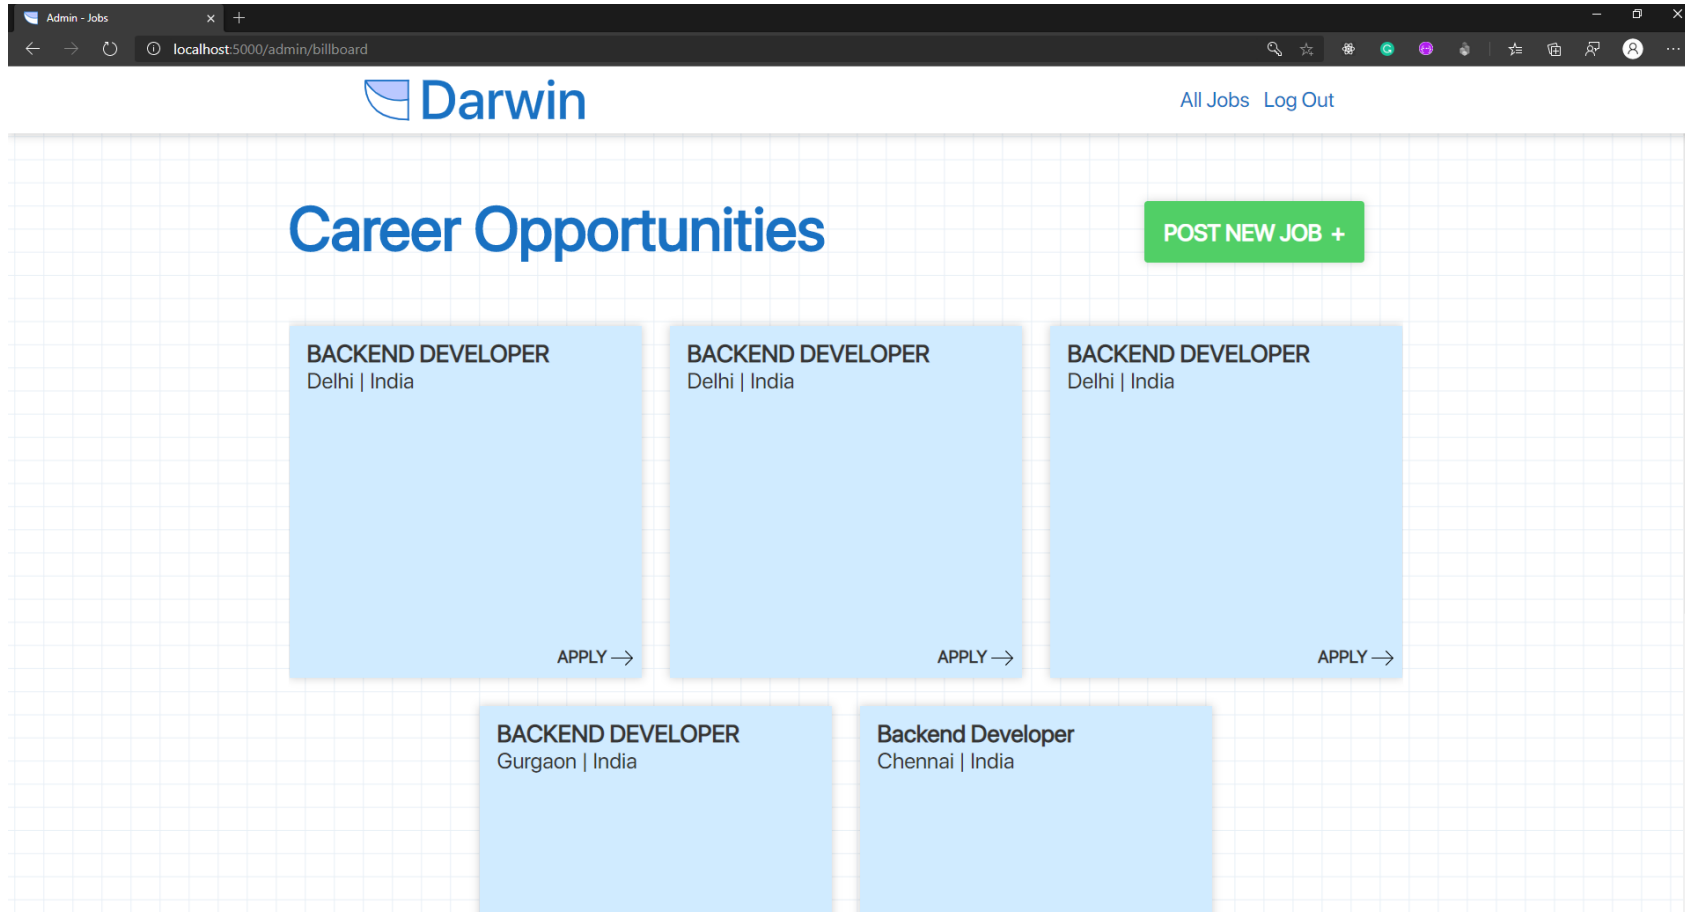 Admin - Jobs
localhost:5000/admin/billboard
Darwin
All Jobs Log Out
Career Opportunities
POST NEW JOB +
BACKEND DEVELOPER
Delhi | India
APPLY
BACKEND DEVELOPER
Delhi | India
APPLY
BACKEND DEVELOPER
Delhi | India
APPLY
BACKEND DEVELOPER
Gurgaon | India
Backend Developer
Chennai | India